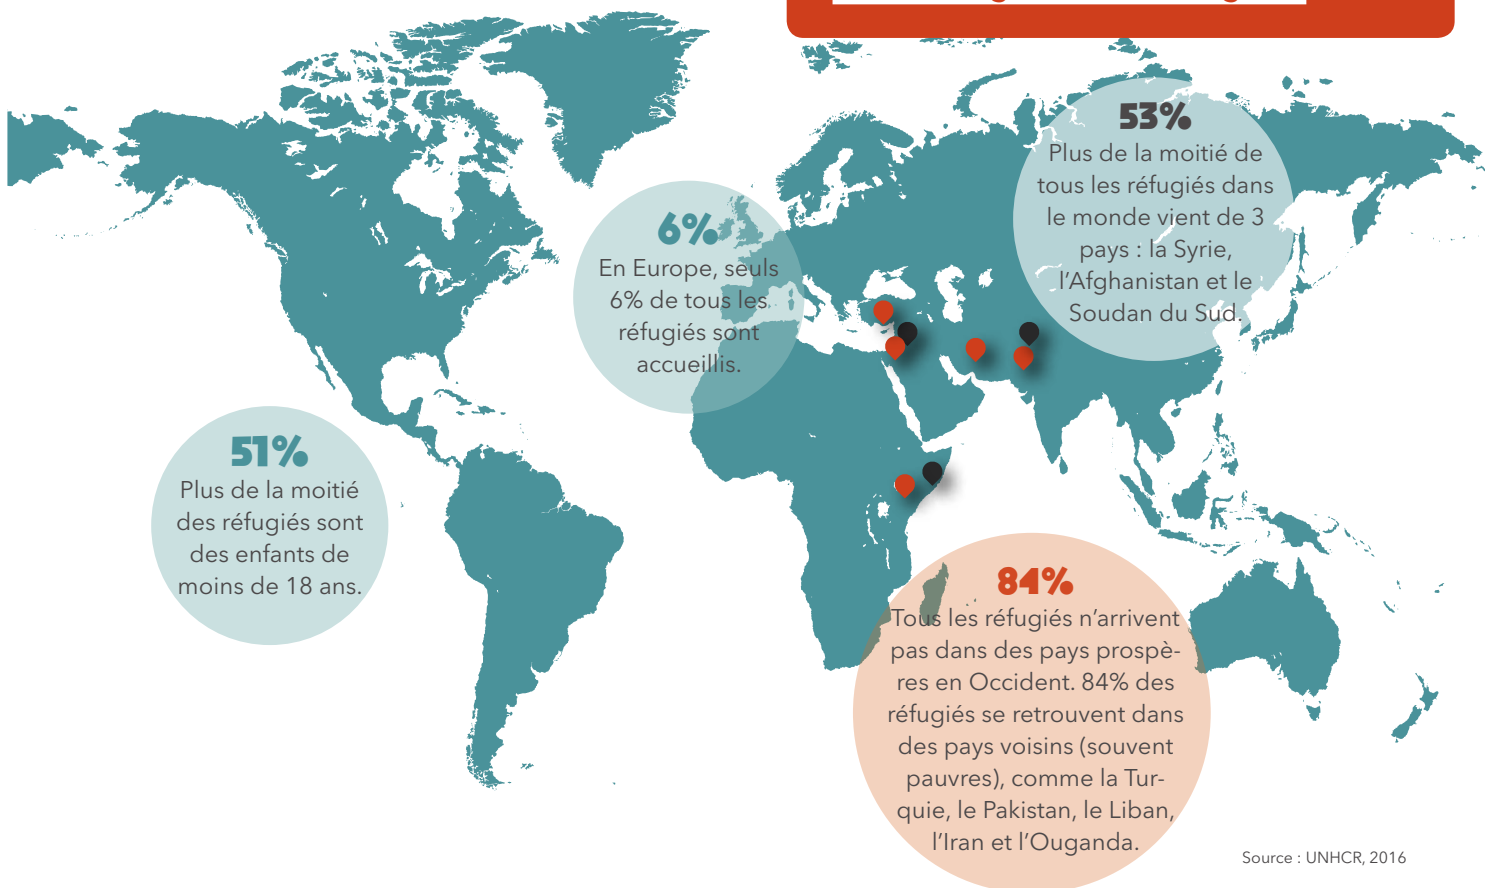 53%
Plus de la moitié de
tous les réfugiés dans
le monde vient de 3
pays : la Syrie,
l'Afghanistan et le
Soudan du Sud.
6%
En Europe, seuls
6% de tous les
réfugiés sont
accueillis.
51%
Plus de la moitié
des réfugiés sont
des enfants de
moins de 18 ans.
84%
Tous les réfugiés n'arrivent
pas dans des pays prospè-
res en Occident. 84% des
réfugiés se retrouvent dans
des pays voisins (souvent
pauvres), comme la Tur-
quie, le Pakistan, le Liban,
l'Iran et l'Ouganda.
Source : UNHCR, 2016